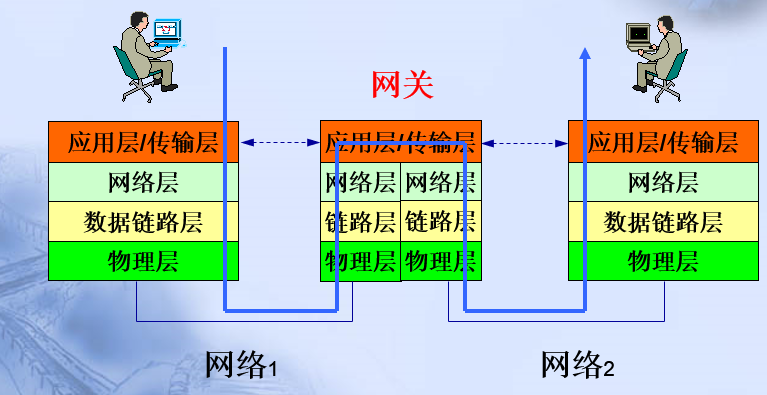 网关
应用层/传输层
网络层
数据链路层
物理层
应用层/传输层
网络层 网络层
链路层 链路层
物理层 物理层
应用层/传输层
网络层
数据链路层
物理层
网络1
网络2